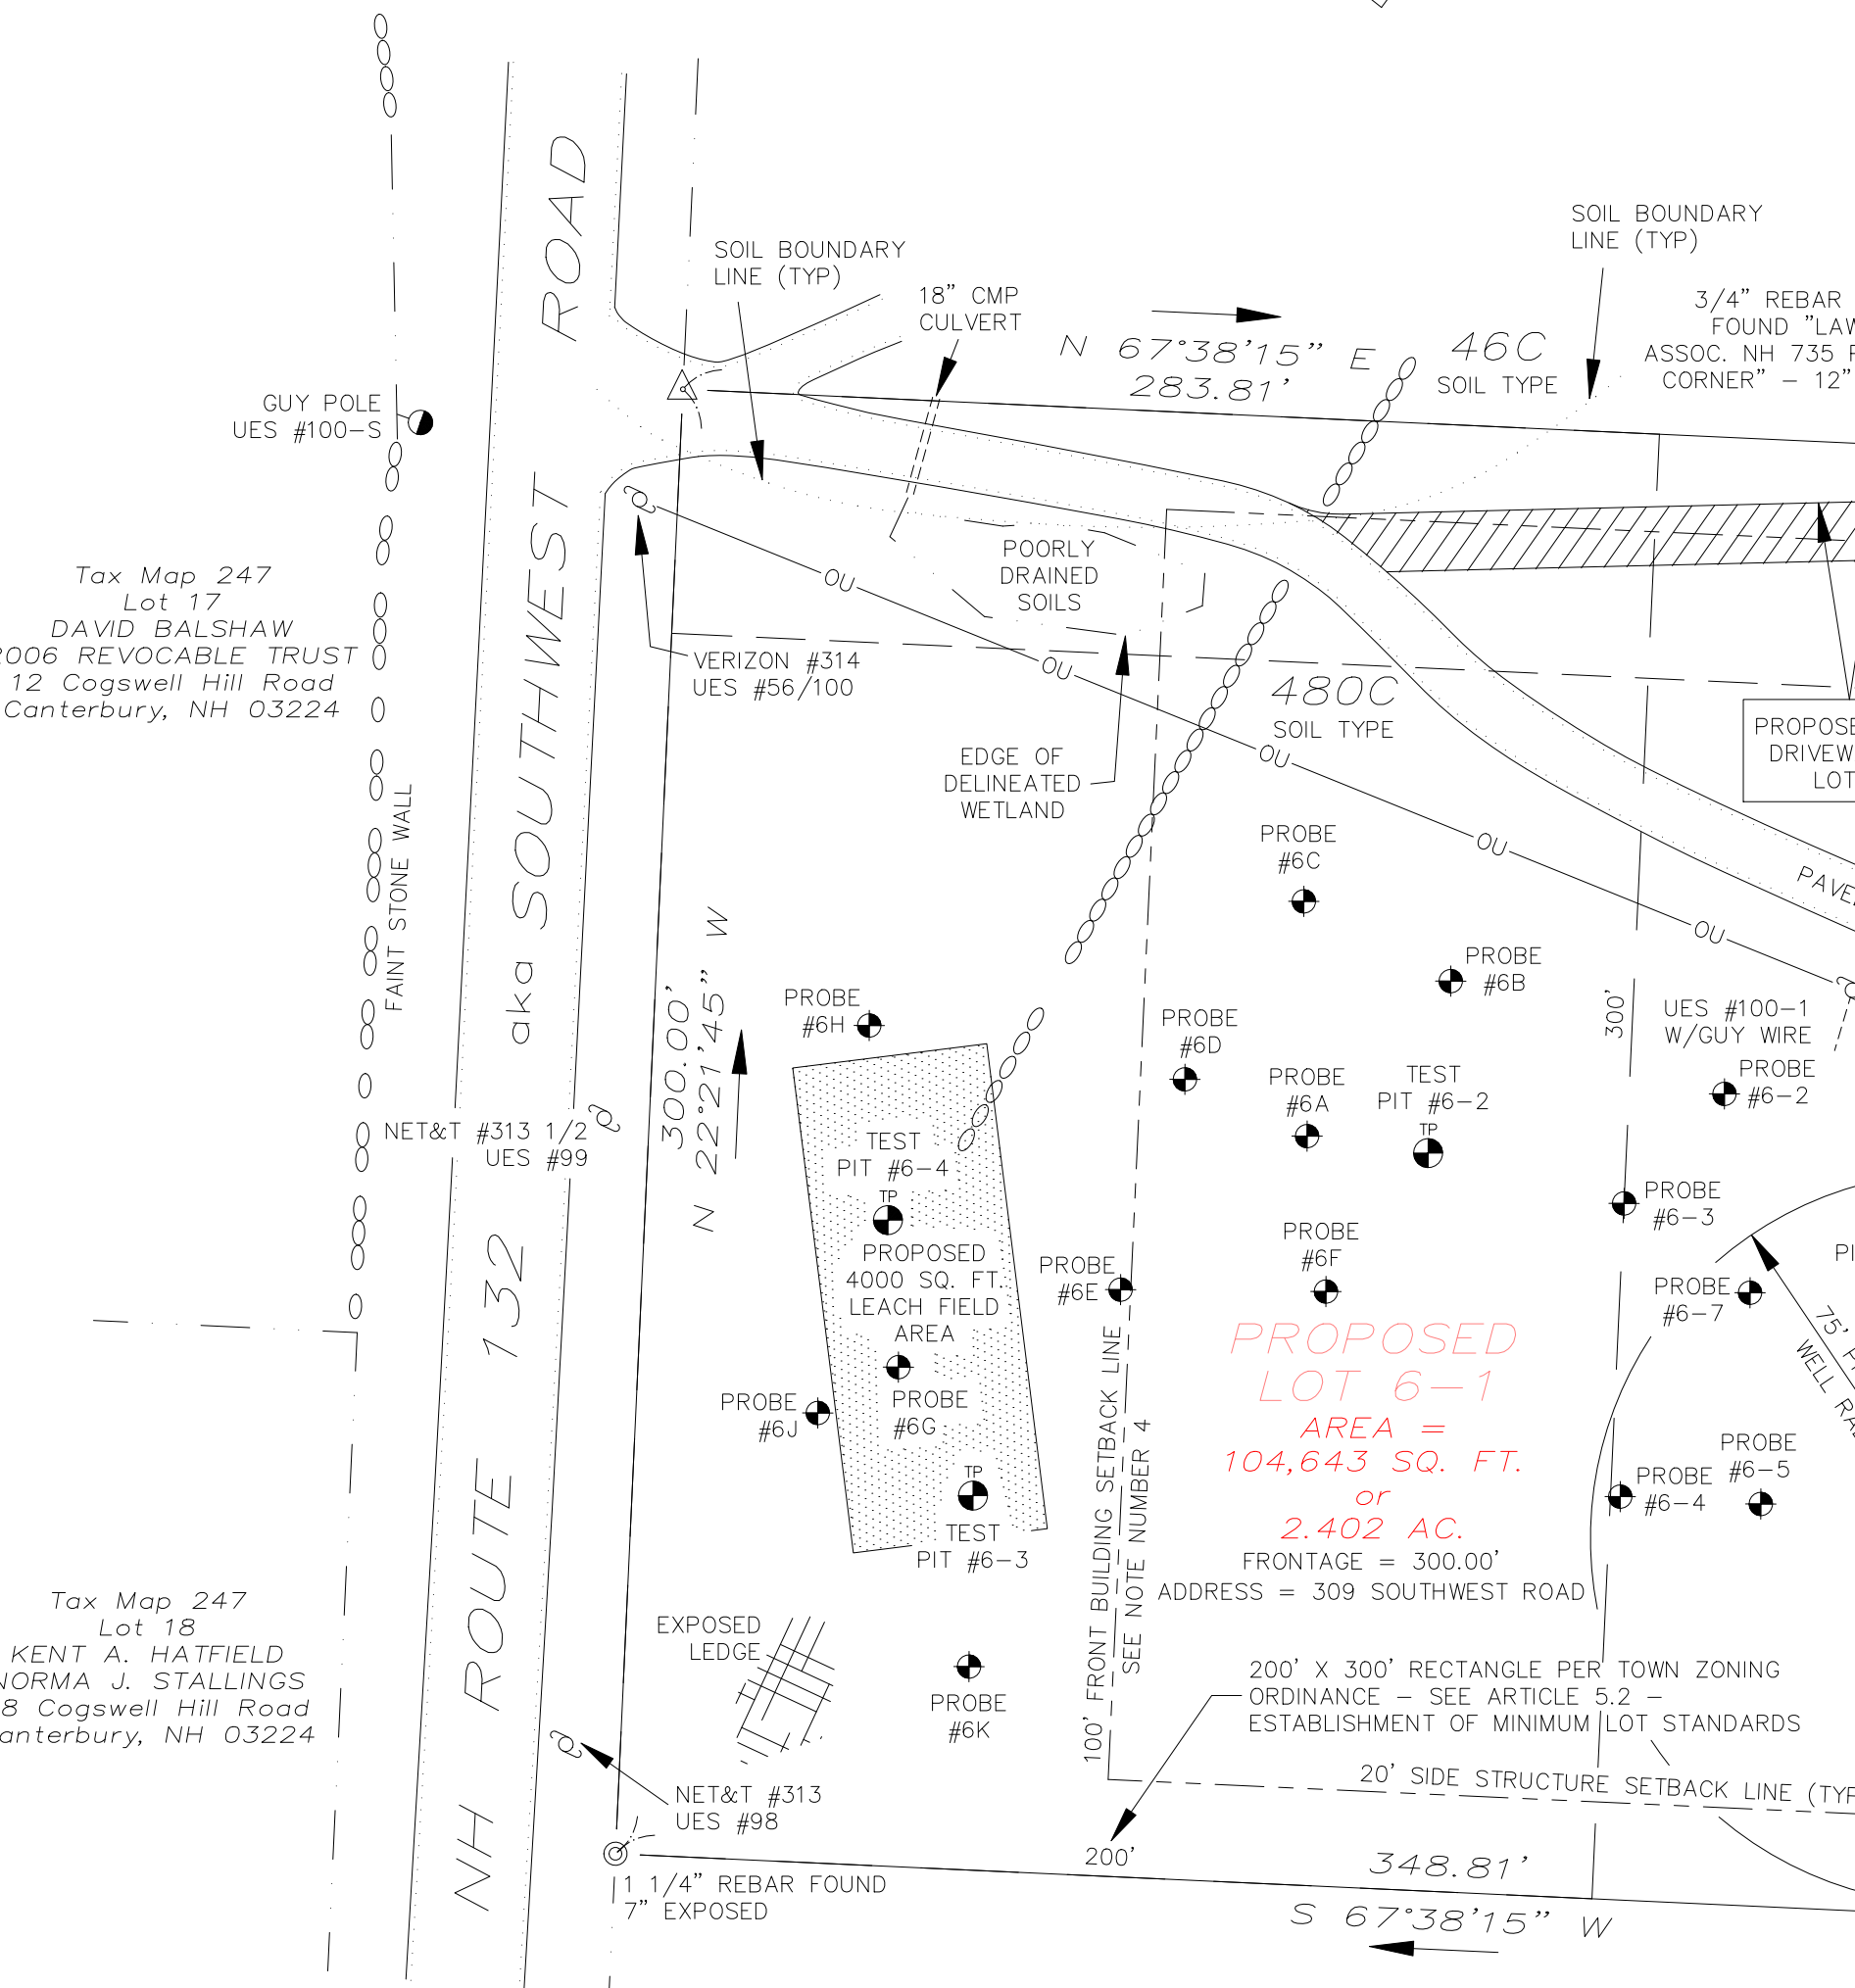 SOIL BOUNDARY
LINE (TYP)
SOIL BOUNDARY
LINE (TYP)
18" CMP
CULVERT
N 67°38'15" E
283.81'
46C
SOIL TYPE
3/4" REBAR
FOUND "LAW
ASSOC. NH 735
CORNER" - 12"
GUY POLE
UES #100-S
ROAD
aka SOUTHWEST
NH ROUTE 132
POORLY
DRAINED
SOILS
OU
OU
OU
OU
OU
Tax Map 247
Lot 17
DAVID BALSHAW
2006 REVOCABLE TRUST
12 Cogswell Hill Road
Canterbury, NH 03224
VERIZON #314
UES #56/100
480C
SOIL TYPE
EDGE OF
DELINEATED
WETLAND
PROPOSE
DRIVEW
LOT
FAINT STONE WALL
PROBE
#6C
PAVE
PROBE
#6B
PROBE
#6H
PROBE
#6D
300.00'
N 22°21'45" W
300'
UES #100-1
W/GUY WIRE
PROBE
#6-2
PROBE
#6A
TEST
PIT #6-2
TP
NET&T #313 1/2
UES #99
TEST
PIT #6-4
TP
PROBE
#6-3
PROPOSED
4000 SQ. FT.
LEACH FIELD
AREA
PROBE
#6E
PROBE
#6F
PI
PROBE
#6-7
75' P
WELL RA
PROPOSED
LOT 6-1
AREA =
104,643 SQ. FT.
or
2.402 AC.
FRONTAGE = 300.00'
ADDRESS = 309 SOUTHWEST ROAD
PROBE
#6J
PROBE
#6G
PROBE
#6-5
PROBE
#6-4
TP
TEST
PIT #6-3
100' FRONT BUILDING SETBACK LINE
SEE NOTE NUMBER 4
Tax Map 247
Lot 18
KENT A. HATFIELD
NORMA J. STALLINGS
8 Cogswell Hill Road
anterbury, NH 03224
EXPOSED
LEDGE
PROBE
#6K
200' X 300' RECTANGLE PER TOWN ZONING
ORDINANCE - SEE ARTICLE 5.2 -
ESTABLISHMENT OF MINIMUM LOT STANDARDS
20' SIDE STRUCTURE SETBACK LINE (TYP
NET&T #313
UES #98
1 1/4" REBAR FOUND
7" EXPOSED
200'
348.81'
S 67°38'15" W